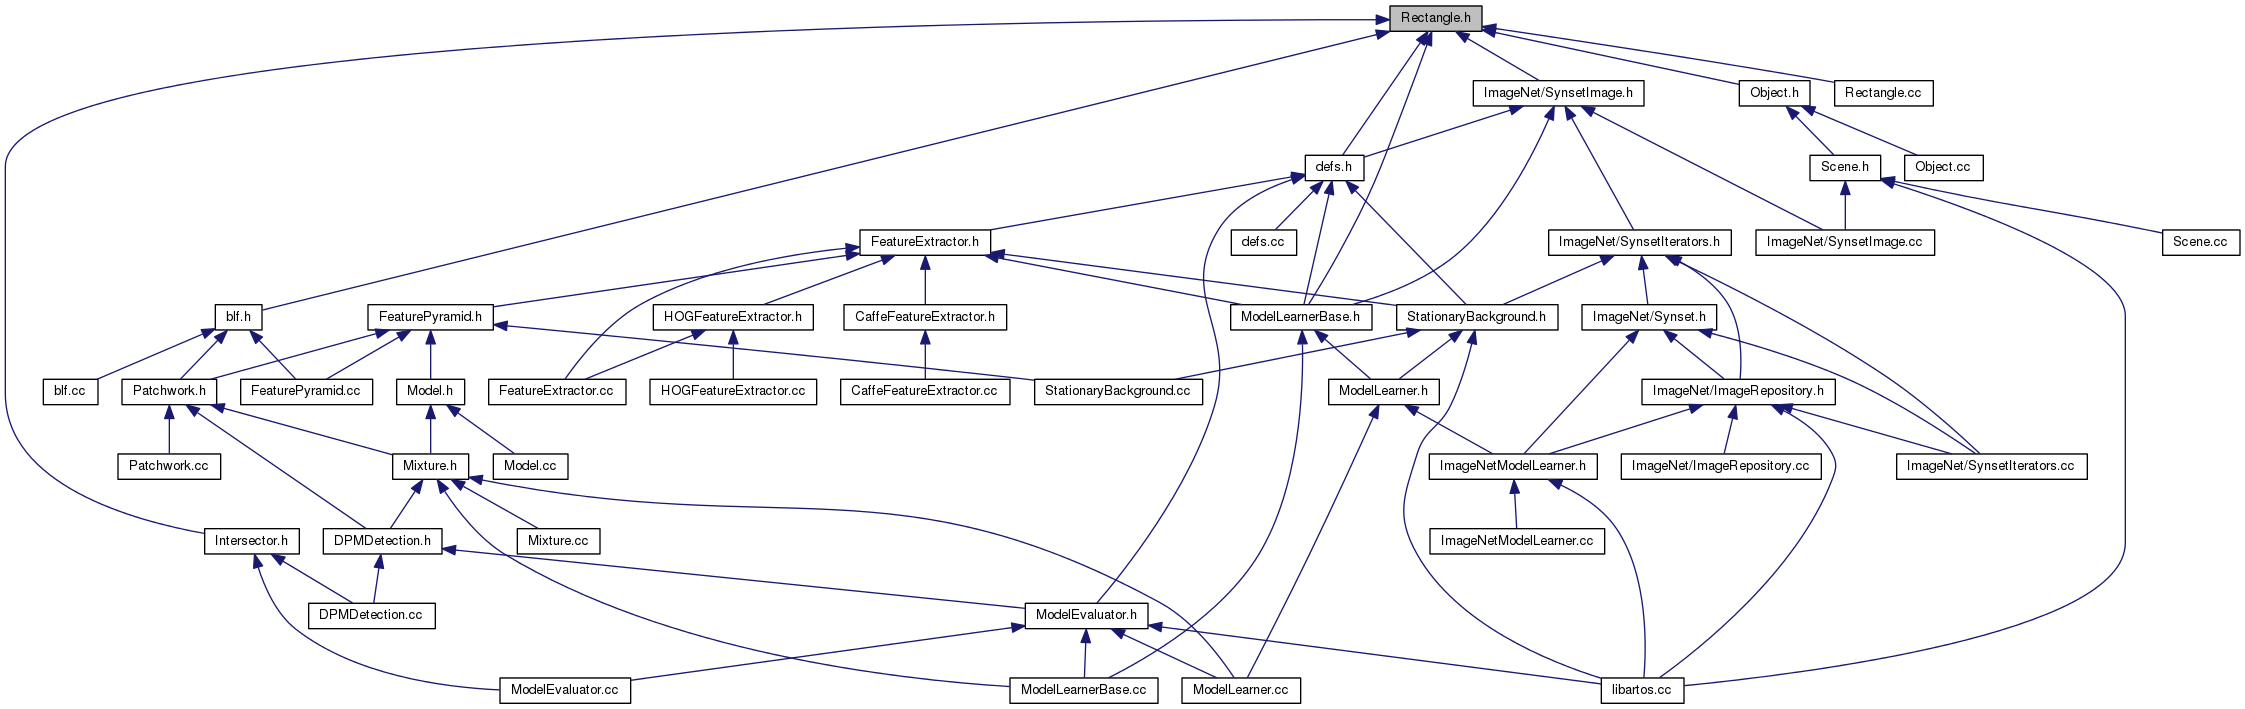 Rectangle.h
ImageNet/SynsetImage.h
Object.h
Rectangle.cc
defs.h
Scene.h
Object.cc
FeatureExtractor.h
defs.cc
ImageNet/SynsetIterators.h
ImageNet/SynsetImage.cc
Scene.cc
blf.h
FeaturePyramid.h
HOGFeatureExtractor.h
CaffeFeatureExtractor.h
ModelLearnerBase.h
StationaryBackground.h
ImageNet/Synset.h
blf.cc
Patchwork.h
FeaturePyramid.cc
Model.h
FeatureExtractor.cc
HOGFeatureExtractor.cc
CaffeFeatureExtractor.cc
StationaryBackground.cc
ModelLearner.h
ImageNet/ImageRepository.h
Patchwork.cc
Mixture.h
Model.cc
ImageNetModelLearner.h
ImageNet/ImageRepository.cc
ImageNet/SynsetIterators.cc
Intersector.h
DPMDetection.h
Mixture.cc
ImageNetModelLearner.cc
DPMDetection.cc
ModelEvaluator.h
ModelEvaluator.cc
ModelLearnerBase.cc
ModelLearner.cc
libartos.cc